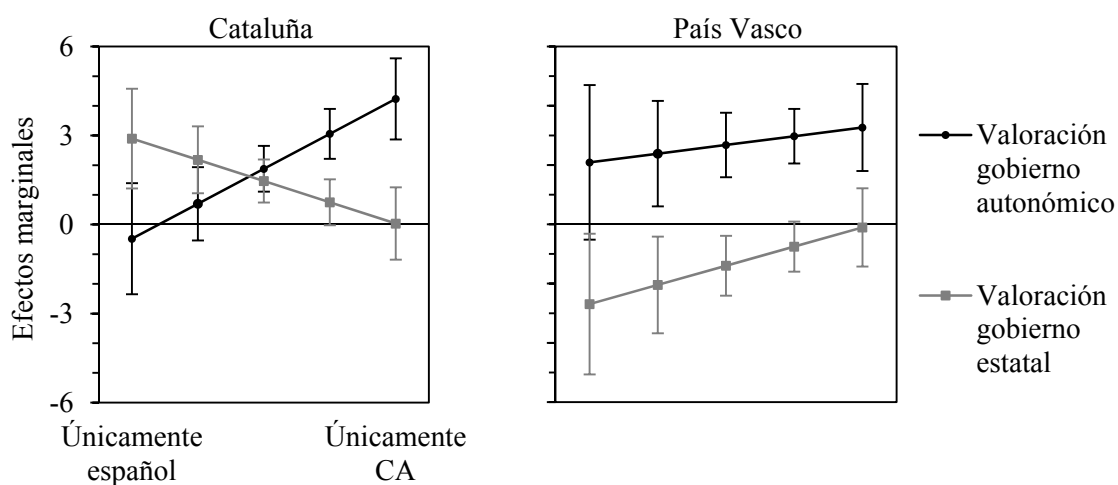 Cataluña
País Vasco
Efectos marginales
6
3
0
-3
-6
Únicamente
español
Únicamente
CA
Valoración
gobierno
autonómico
Valoración
gobierno
estatal